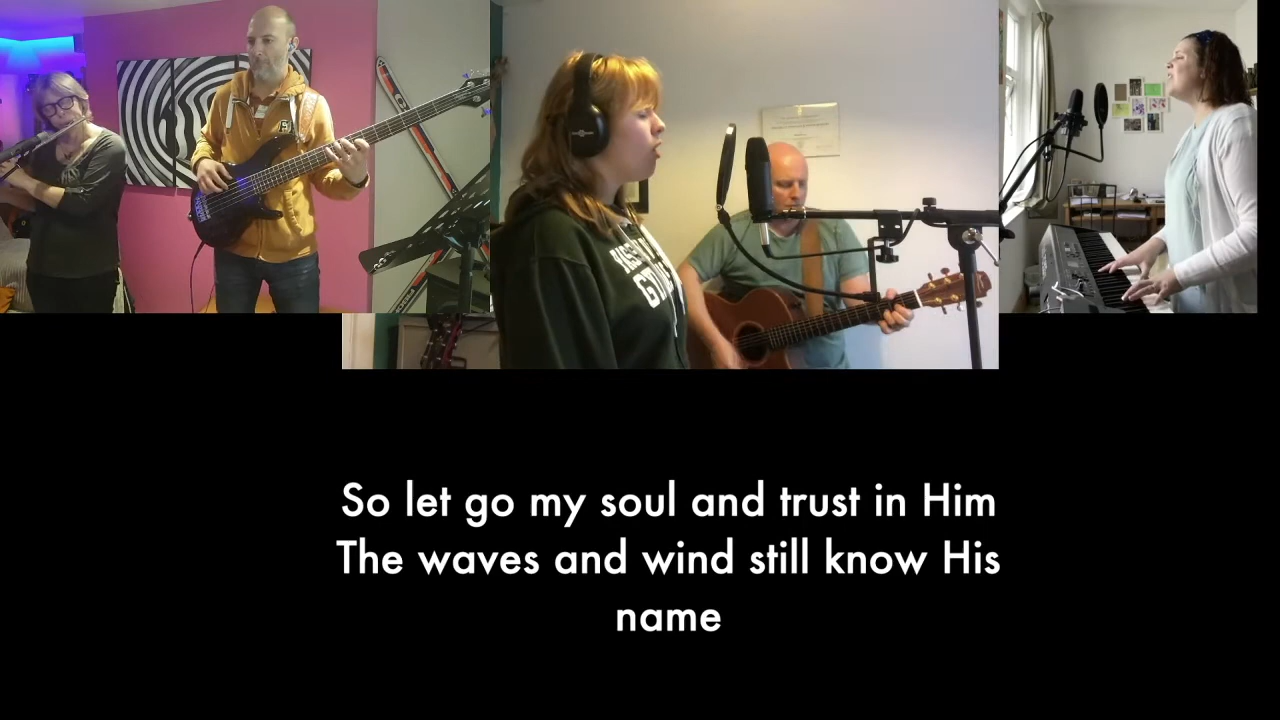 So let go my soul and trust in Him
The waves and wind still know His
name